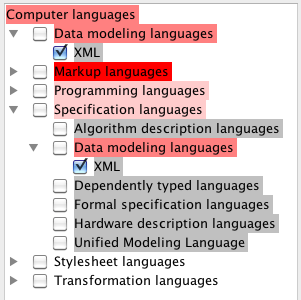 Computer languages
Data modeling languages
XML
Markup languages
Programming languages
Specification languages
Algorithm description languages
Data modeling languages
XML
Dependently typed languages
Formal specification languages
Hardware description languages
Unified Modeling Language
Stylesheet languages
Transformation languages